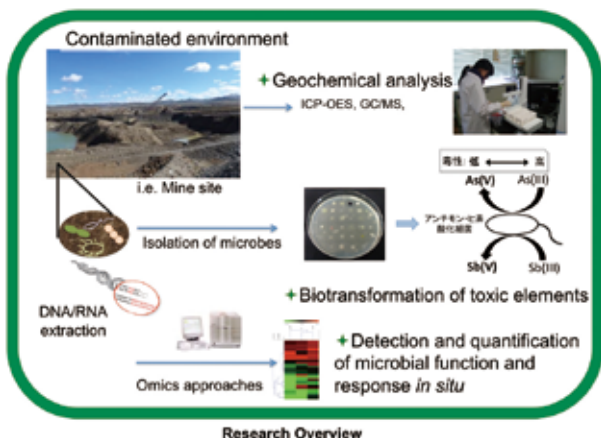 Contaminated environment
+Geochemical analysis
ICP-OES, GC/MS,
i.e. Mine site
毒性: 低 ⟷ 高
As(V) As(III)
Isolation of microbes
アンチモン・ヒ素
酸化細菌
Sb(V) Sb(III)
+Biotransformation of toxic elements
DNA/RNA
extraction
+Detection and quantification
of microbial function and
response in situ
Omics approaches
Research Overview